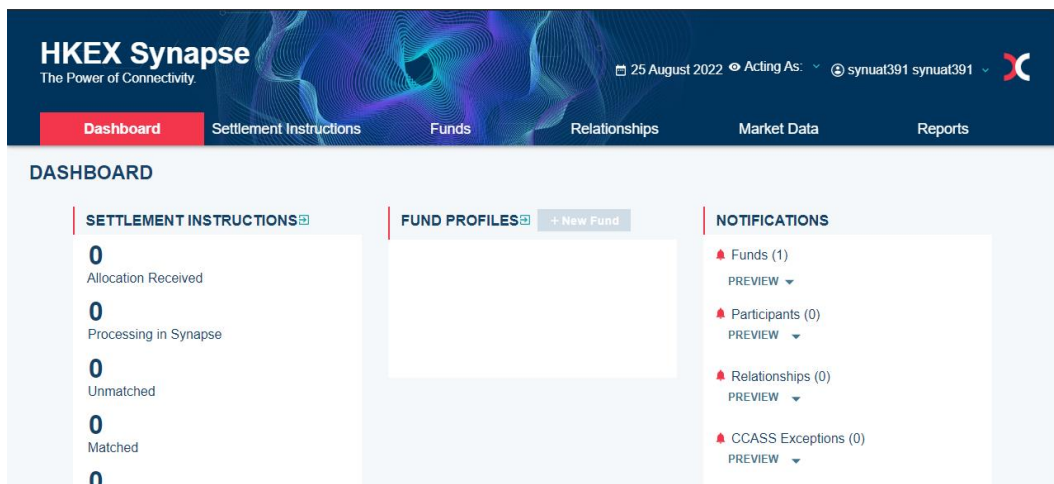 HKEX Synapse
The Power of Connectivity.
25 August 2022 Acting As: synuat391 synuat391
Dashboard Settlement Instructions Funds Relationships Market Data Reports
DASHBOARD
SETTLEMENT INSTRUCTIONS
0
Allocation Received
0
Processing in Synapse
0
Unmatched
0
Matched
0
FUND PROFILES + New Fund
NOTIFICATIONS
Funds (1)
PREVIEW
Participants (0)
PREVIEW
Relationships (0)
PREVIEW
CCASS Exceptions (0)
PREVIEW